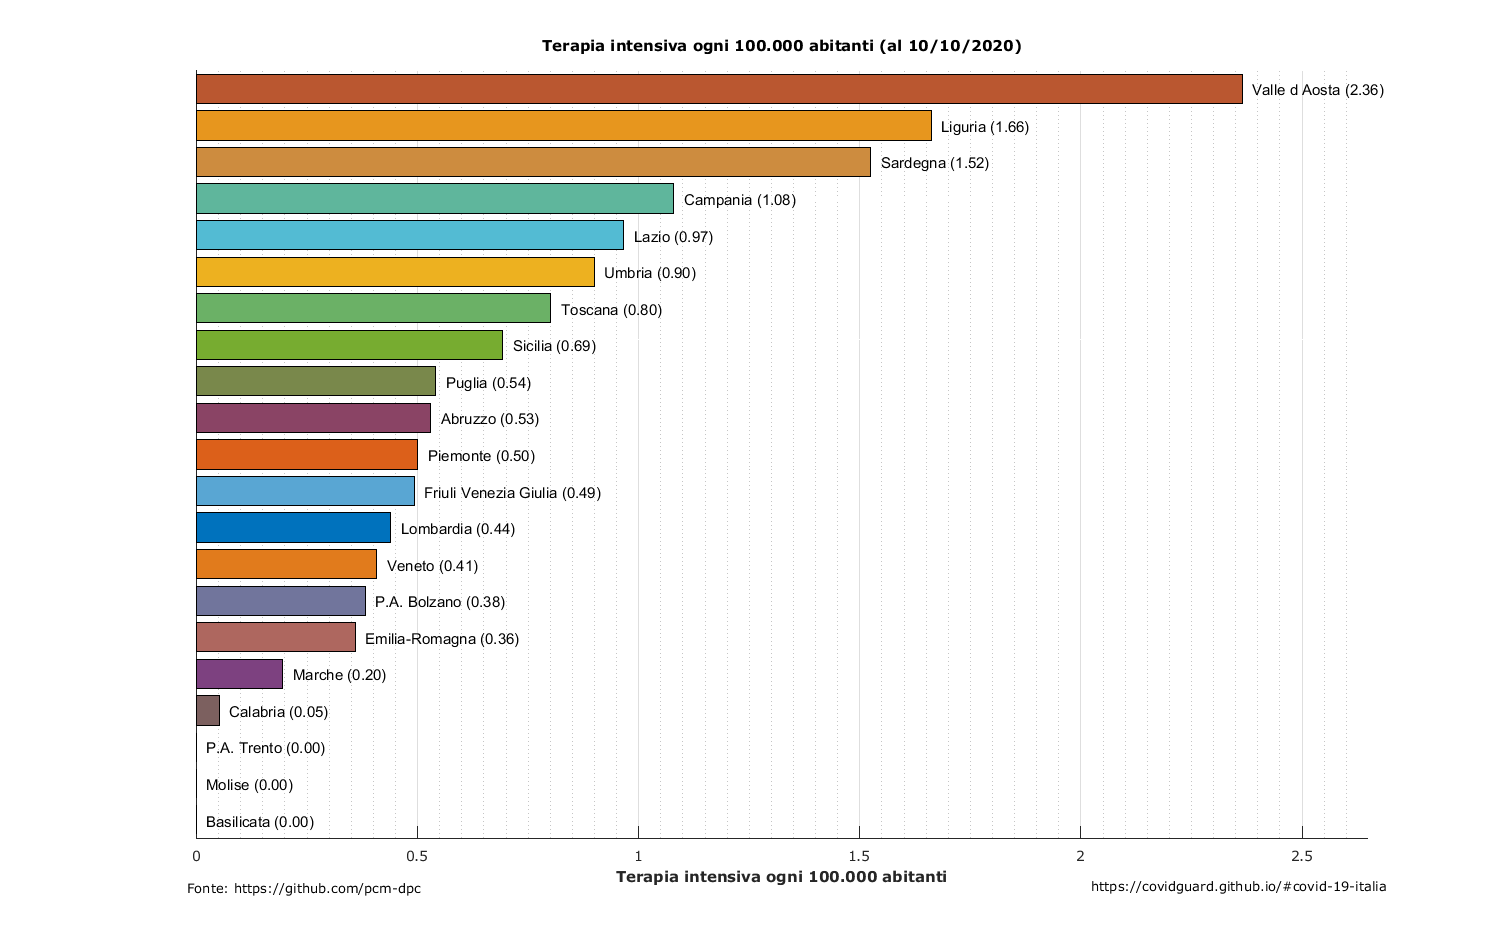 Terapia intensiva ogni 100.000 abitanti (al 10/10/2020)
Valle d Aosta (2.36)
Liguria (1.66)
Sardegna (1.52)
Campania (1.08)
Lazio (0.97)
Umbria (0.90)
Toscana (0.80)
Sicilia (0.69)
Puglia (0.54)
Abruzzo (0.53)
Piemonte (0.50)
Friuli Venezia Giulia (0.49)
Lombardia (0.44)
Veneto (0.41)
P.A. Bolzano (0.38)
Emilia-Romagna (0.36)
Marche (0.20)
Calabria (0.05)
P.A. Trento (0.00)
Molise (0.00)
Basilicata (0.00)
0 0.5 1 1.5 2 2.5
Terapia intensiva ogni 100.000 abitanti
Fonte: https://github.com/pcm-dpc
https://covidguard.github.io/#covid-19-italia